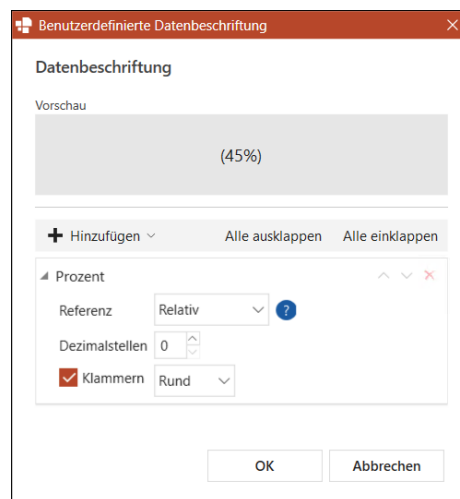 Benutzerdefinierte Datenbeschriftung
Datenbeschriftung
Vorschau
(45%)
Hinzufügen Alle ausklappen Alle einklappen
Prozent
Referenz Relativ ?
Dezimalstellen 0
Klammern Rund
OK Abbrechen